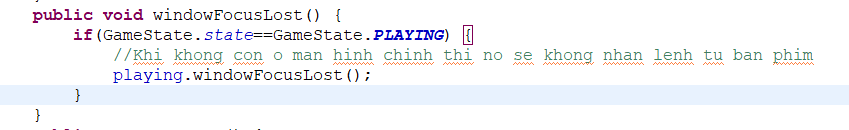 public void windowFocusLost() {
if(GameState.state==GameState.PLAYING) {
//Khi khong con o man hinh chinh thi no se khong nhan lenh tu ban phim
playing.windowFocusLost();
}
}